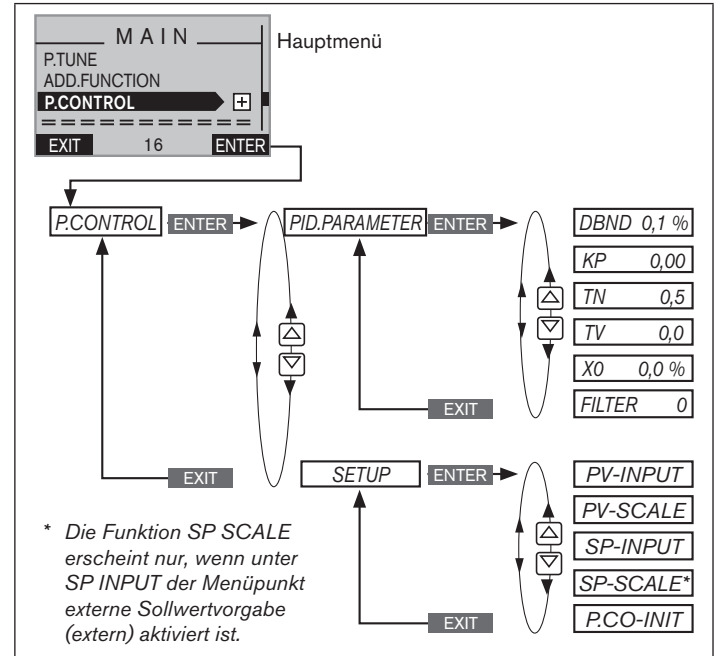 MAIN
Hauptmenü
P.TUNE
ADD.FUNCTION
P.CONTROL
EXIT 16 ENTER
P.CONTROL ENTER PID.PARAMETER ENTER
DBND 0,1 %
KP 0,00
TN 0,5
TV 0,0
X0 0,0 %
FILTER 0
EXIT
EXIT
SETUP ENTER
PV-INPUT
PV-SCALE
SP-INPUT
SP-SCALE*
P.CO-INIT
EXIT
* Die Funktion SP SCALE
erscheint nur, wenn unter
SP INPUT der Menüpunkt
externe Sollwertvorgabe
(extern) aktiviert ist.